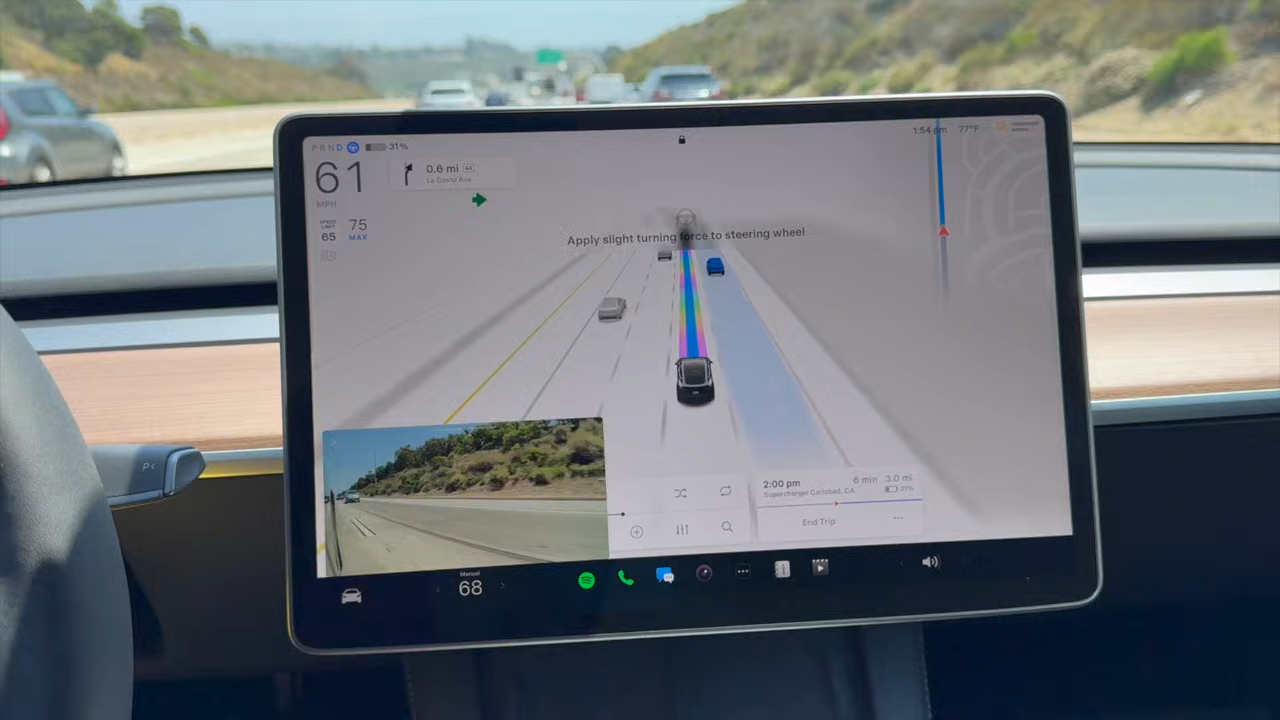 PRND 31%
61
MPH
SPEED
LIMIT
65
75
MAX
0.6 mi
La Costa Ave
1:54 pm 77°F
Apply slight turning force to steering wheel
P<
2:00 pm 6 min 3.0 mi
Supercharger Carlsbad, CA
End Trip
Manual
68